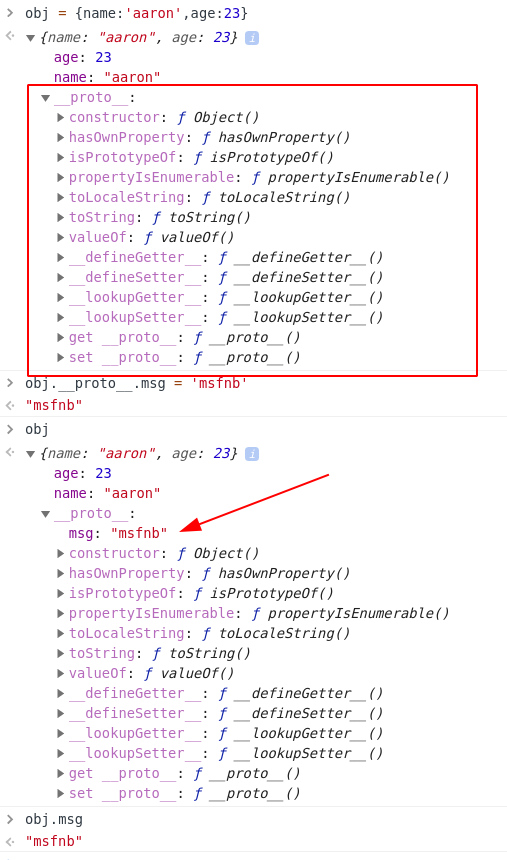 obj = {name:'aaron',age:23}
{name: "aaron", age: 23} i
age: 23
name: "aaron"
__proto__:
constructor: ƒ Object()
hasOwnProperty: ƒ hasOwnProperty()
isPrototypeOf: ƒ isPrototypeOf()
propertyIsEnumerable: ƒ propertyIsEnumerable()
toLocaleString: ƒ toLocaleString()
toString: ƒ toString()
valueOf: ƒ valueOf()
__defineGetter__: ƒ __defineGetter__()
__defineSetter__: ƒ __defineSetter__()
__lookupGetter__: ƒ __lookupGetter__()
__lookupSetter__: ƒ __lookupSetter__()
get __proto__: ƒ __proto__()
set __proto__: ƒ __proto__()
obj.__proto__.msg = 'msfnb'
"msfnb"
obj
{name: "aaron", age: 23} i
age: 23
name: "aaron"
__proto__:
msg: "msfnb"
constructor: ƒ Object()
hasOwnProperty: ƒ hasOwnProperty()
isPrototypeOf: ƒ isPrototypeOf()
propertyIsEnumerable: ƒ propertyIsEnumerable()
toLocaleString: ƒ toLocaleString()
toString: ƒ toString()
valueOf: ƒ valueOf()
__defineGetter__: ƒ __defineGetter__()
__defineSetter__: ƒ __defineSetter__()
__lookupGetter__: ƒ __lookupGetter__()
__lookupSetter__: ƒ __lookupSetter__()
get __proto__: ƒ __proto__()
set __proto__: ƒ __proto__()
obj.msg
"msfnb"